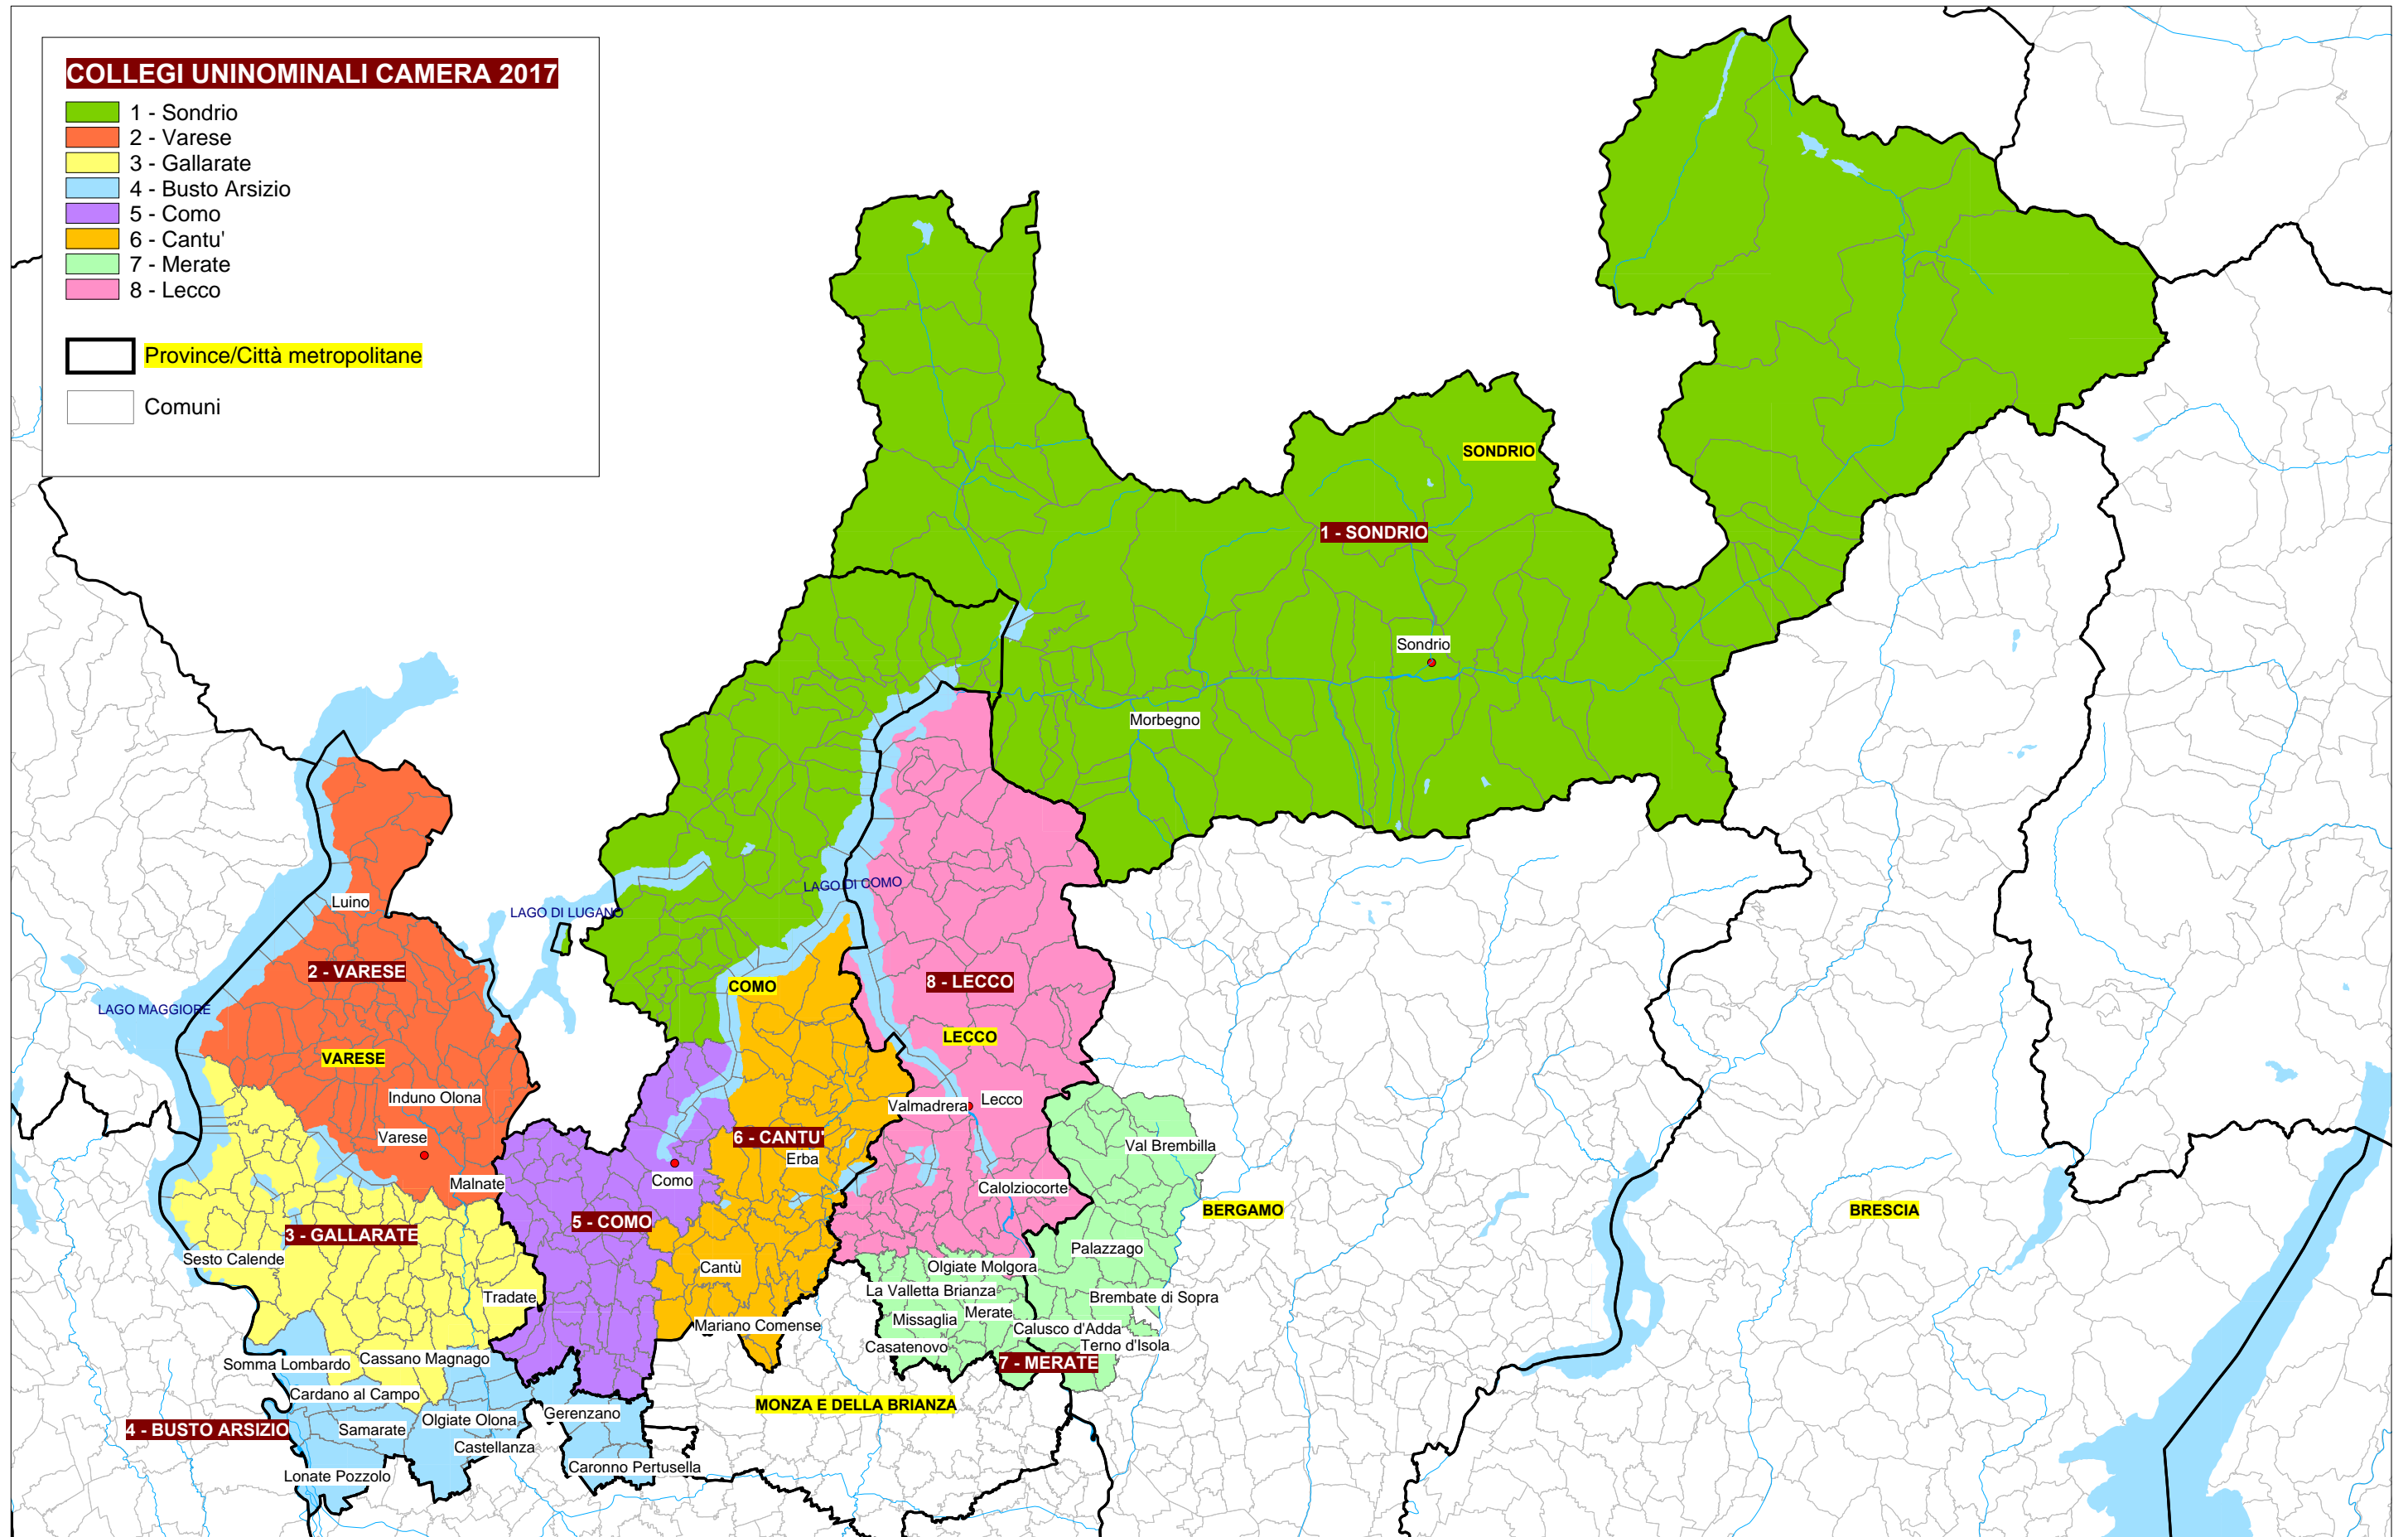 COLLEGI UNINOMINALI CAMERA 2017
1 - Sondrio
2 - Varese
3 - Gallarate
4 - Busto Arsizio
5 - Como
6 - Cantu'
7 - Merate
8 - Lecco
Province/Città metropolitane
Comuni
SONDRIO
1 - SONDRIO
Sondrio
Morbegno
LAGO DI COMO
Luino
LAGO DI LUGANO
2 - VARESE
8 - LECCO
COMO
LAGO MAGGIORE
LECCO
VARESE
Induno Olona
Valmadrera
Lecco
Varese
6 - CANTU'
Val Brembilla
Erba
Como
Malnate
Calolziocorte
BERGAMO
BRESCIA
5 - COMO
3 - GALLARATE
Palazzago
Sesto Calende
Cantù
Olgiate Molgora
La Valletta Brianza
Tradate
Brembate di Sopra
Merate
Missaglia
Mariano Comense
Calusco d'Adda
Casatenovo
Terno d'Isola
Cassano Magnago
Somma Lombardo
7 - MERATE
Cardano al Campo
MONZA E DELLA BRIANZA
Gerenzano
Olgiate Olona
4 - BUSTO ARSIZIO
Samarate
Castellanza
Caronno Pertusella
Lonate Pozzolo